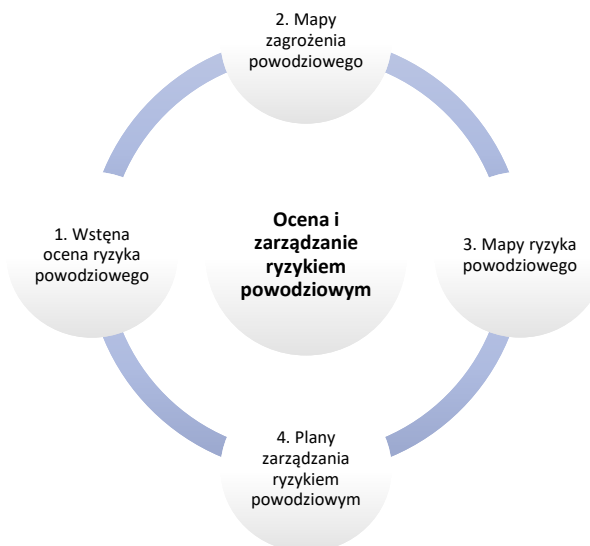 2. Mapy
zagrożenia
powodziowego
1. Wstęna
ocena ryzyka
powodziowego
Ocena i
zarządzanie
ryzykiem
powodziowym
3. Mapy ryzyka
powodziowego
4. Plany
zarządzania
ryzykiem
powodziowym